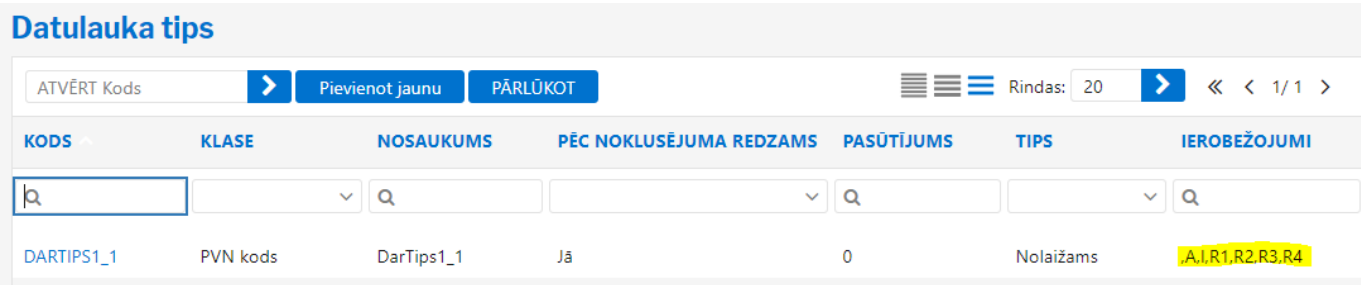 Datulauka tips
ATVĒRT Kods Pievienot jaunu PĀRLŪKOT Rindas: 20 1/ 1
KODS KLASE NOSAUKUMS PĒC NOKLUSĒJUMA REDZAMS PASŪTĪJUMS TIPS IEROBEŽOJUMI
DARTIPS1_1 PVN kods DarTips1_1 Jā 0 Nolaižams ,A,I,R1,R2,R3,R4